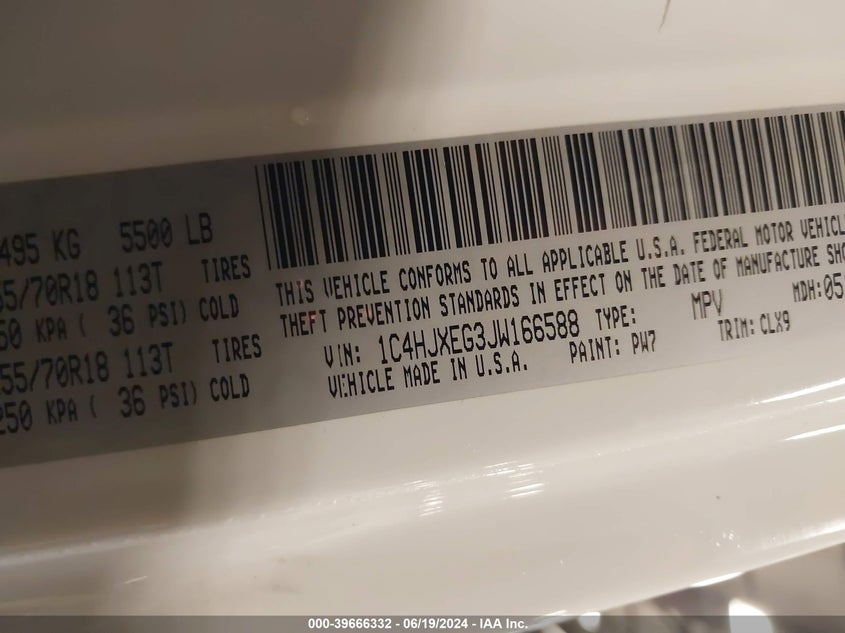 495 KG 5500 LB
55/70R18 113T TIRES
50 KPA ( 36 PSI) COLD
255/70R18 113T TIRES
250 KPA ( 36 PSI) COLD
THIS VEHICLE CONFORMS TO ALL APPLICABLE U.S.A. FEDERAL MOTOR VEHICLE
THEFT PREVENTION STANDARDS IN EFFECT ON THE DATE OF MANUFACTURE SHO
VIN: 1C4HJXEG3JW166588 TYPE: MPV MDH:05
VEHICLE MADE IN U.S.A. PAINT: PW7 TRIM: CLX9
000-39666332 - 06/19/2024 - IAA Inc.